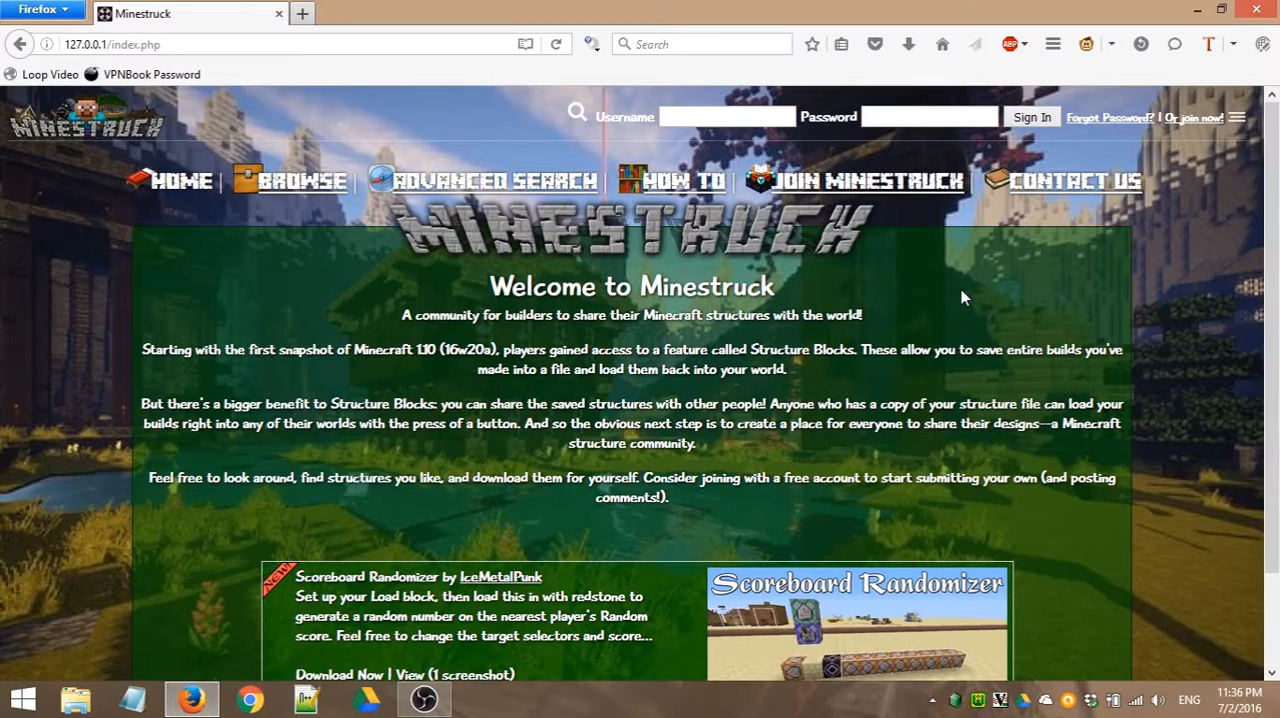 Firefox
Minestruck
127.0.0.1/index.php
Search
ABP
T
Loop Video
VPNBook Password
MINESTRUCK
Username
Password
Sign In
Forgot Password? | Or join now!
HOME | BROWSE | ADVANCED SEARCH | HOW TO | JOIN MINESTRUCK | CONTACT US
MINESTRUCK
Welcome to Minestruck
A community for builders to share their Minecraft structures with the world!
Starting with the first snapshot of Minecraft 1.10 (16w20a), players gained access to a feature called Structure Blocks. These allow you to save entire builds you've
made into a file and load them back into your world.
But there's a bigger benefit to Structure Blocks: you can share the saved structures with other people! Anyone who has a copy of your structure file can load your
builds right into any of their worlds with the press of a button. And so the obvious next step is to create a place for everyone to share their designs—a Minecraft
structure community.
Feel free to look around, find structures you like, and download them for yourself. Consider joining with a free account to start submitting your own (and posting
comments!).
NEW
Scoreboard Randomizer by IceMetalPunk
Set up your Load block, then load this in with redstone to
generate a random number on the nearest player's Random
score. Feel free to change the target selectors and score...
Download Now | View (1 screenshot)
Scoreboard Randomizer
ENG
11:36 PM
7/2/2016